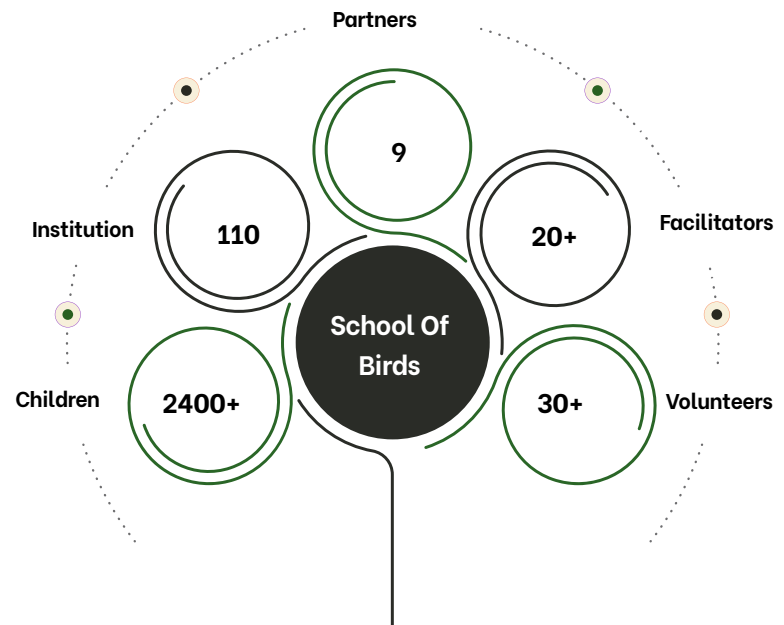 Partners
9
Institution
110
20+
Facilitators
School Of
Birds
Children
2400+
30+
Volunteers